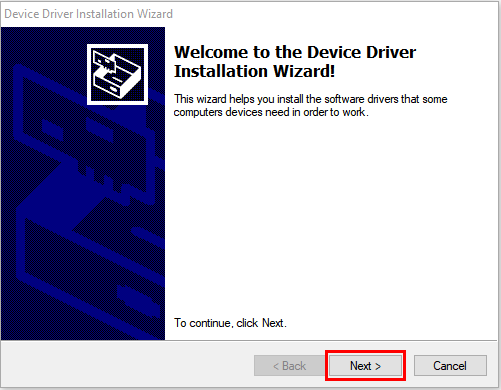 Device Driver Installation Wizard
Welcome to the Device Driver
Installation Wizard!
This wizard helps you install the software drivers that some
computers devices need in order to work.
To continue, click Next.
< Back
Next >
Cancel